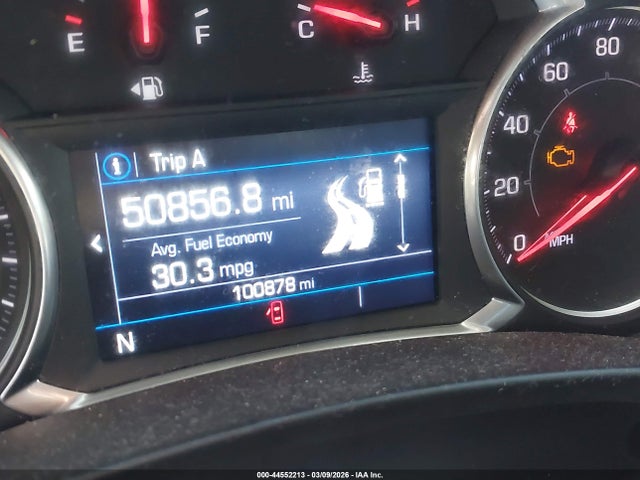 E F
C H
Trip A
50856.8 mi
Avg. Fuel Economy
30.3 mpg
100878 mi
N
80
60
40
20
0
MPH
000-44552213 - 03/09/2026 - IAA Inc.